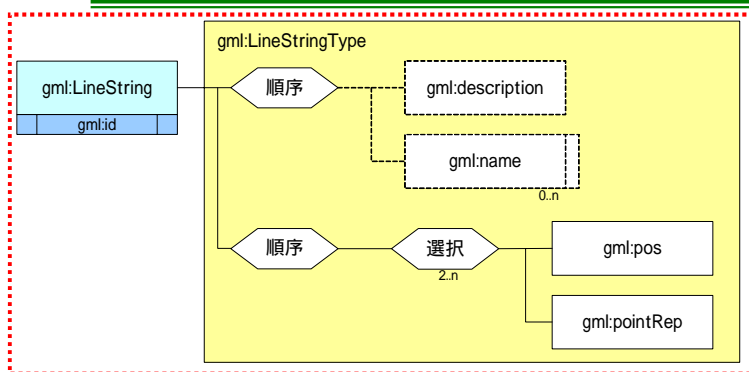 gml:LineStringType
gml:LineString
gml:id
順序
gml:description
gml:name
0..n
順序
選択
2..n
gml:pos
gml:pointRep